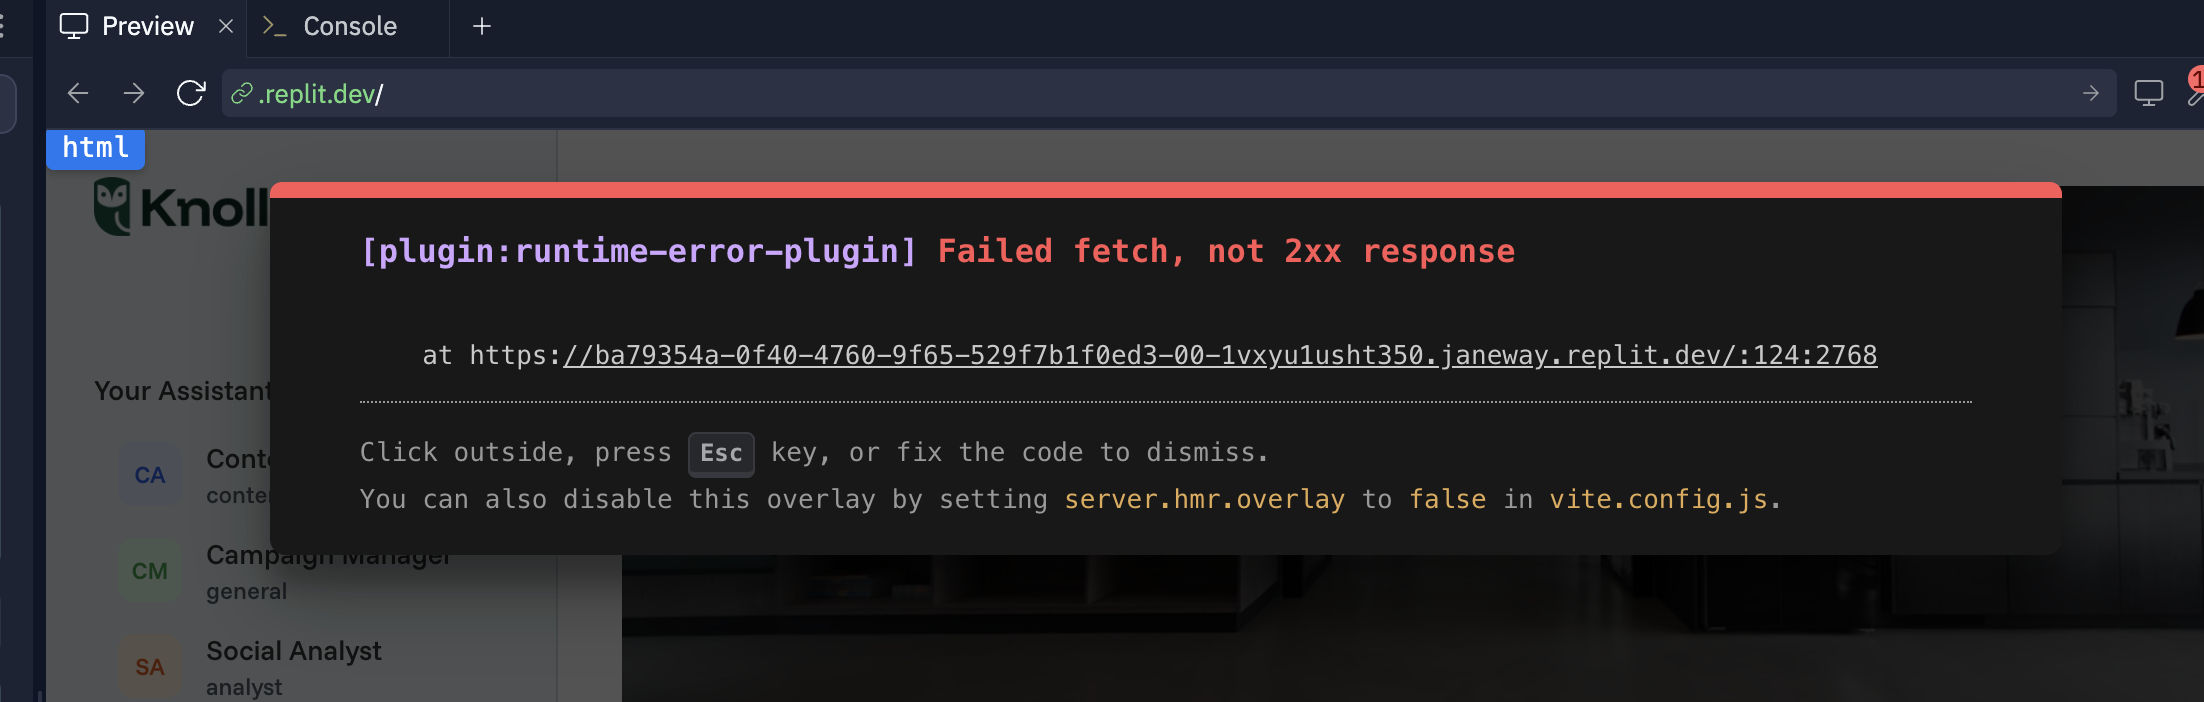 Preview
Console
.replit.dev/
1
html
Knoll
[plugin:runtime-error-plugin] Failed fetch, not 2xx response
at https://ba79354a-0f40-4760-9f65-529f7b1f0ed3-00-1vxyu1usht350.janeway.replit.dev/:124:2768
Click outside, press Esc key, or fix the code to dismiss.
You can also disable this overlay by setting server.hmr.overlay to false in vite.config.js.
Your Assistant
CA
Conte
conte
CM
Campaign Manager
general
SA
Social Analyst
analyst